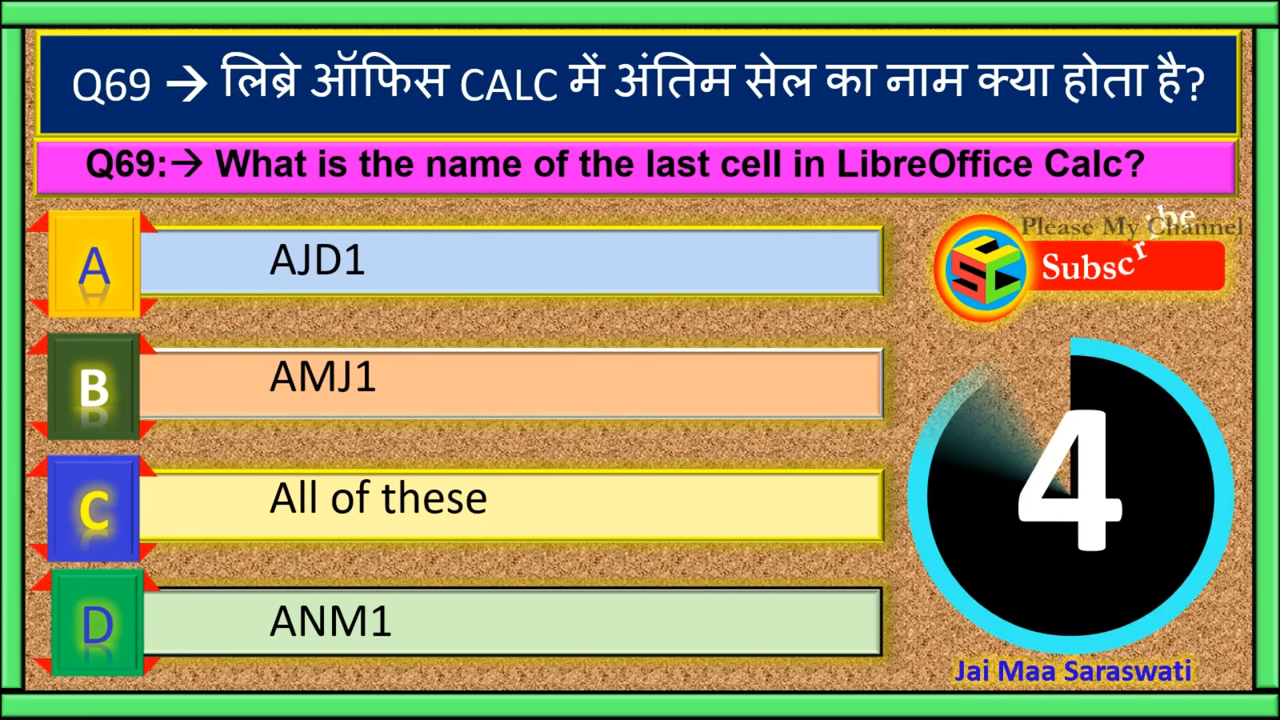 Q69 → लिब्रे ऑफिस CALC में अंतिम सेल का नाम क्या होता है?
Q69:→ What is the name of the last cell in LibreOffice Calc?
A AJD1
Please My Channel
Subscribe
B AMJ1
4
C All of these
D ANM1
Jai Maa Saraswati